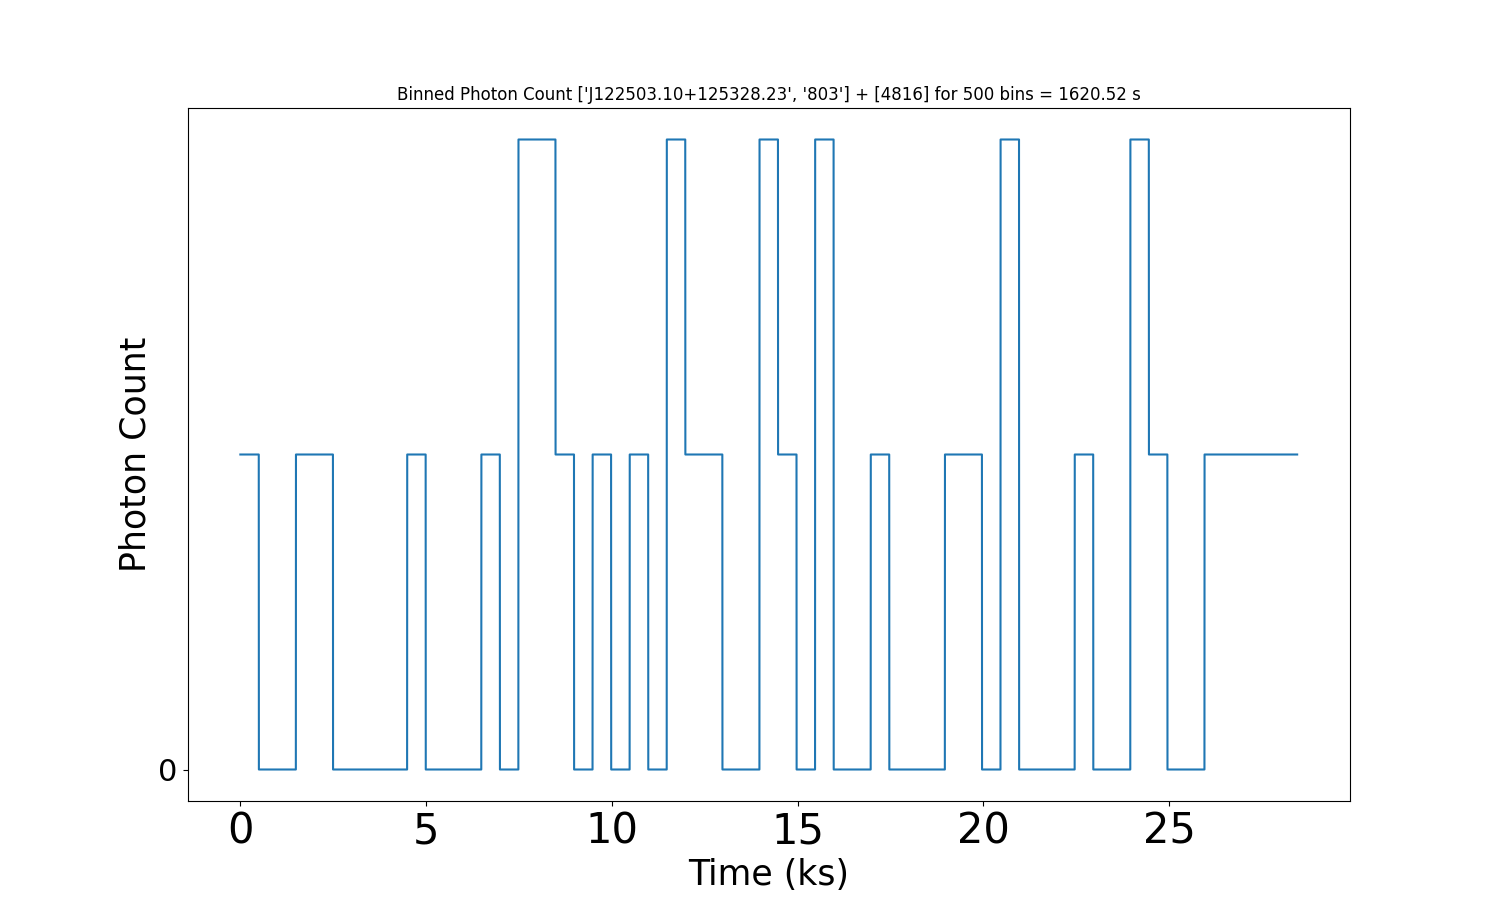 Binned Photon Count ['J122503.10+125328.23', '803'] + [4816] for 500 bins = 1620.52 s
Photon Count
0
0 5 10 15 20 25
Time (ks)